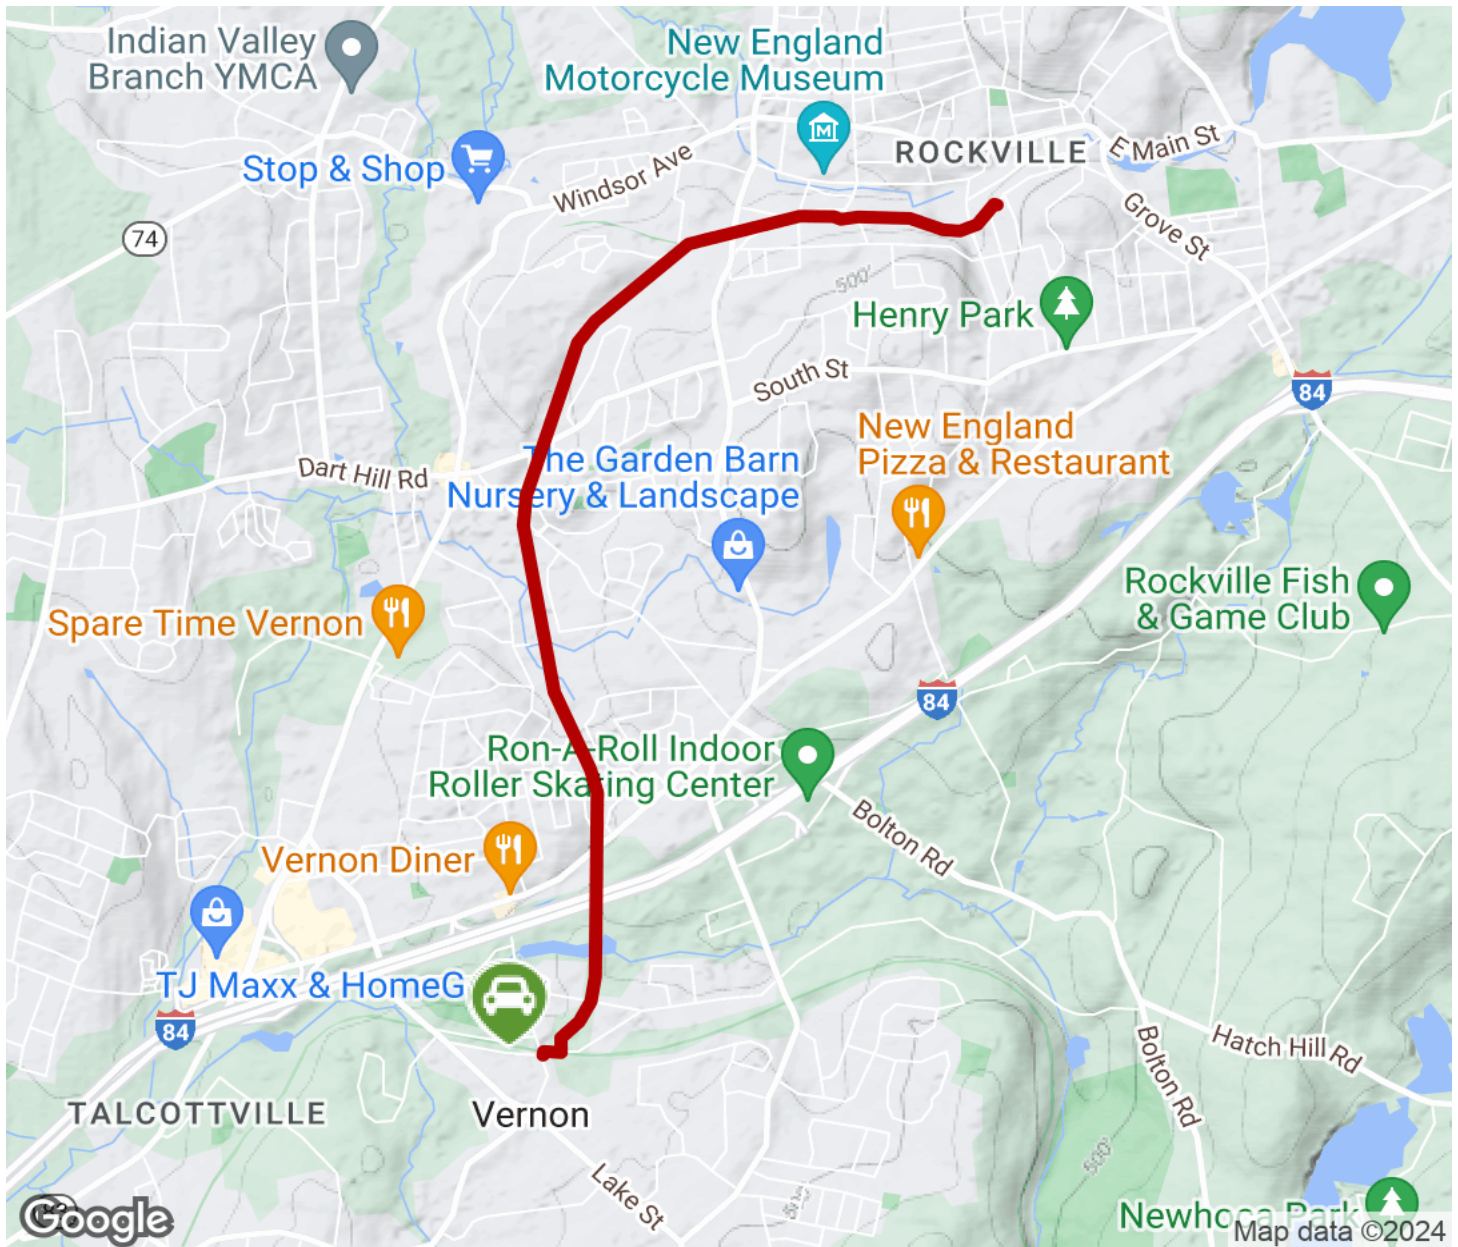 Indian Valley
Branch YMCA
New England
Motorcycle Museum
M
ROCKVILLE
E Main St
Stop & Shop
Windsor Ave
Grove St
74
500'
Henry Park
South St
84
New England
Pizza & Restaurant
The Garden Barn
Nursery & Landscape
Dart Hill Rd
Rockville Fish
& Game Club
Spare Time Vernon
84
Ron-A-Roll Indoor
Roller Skating Center
Bolton Rd
Vernon Diner
TJ Maxx & HomeG
84
Hatch Hill Rd
Bolton Rd
TALCOTTVILLE
Vernon
500'
Lake St
Newhoca Park
Google
Map data ©2024